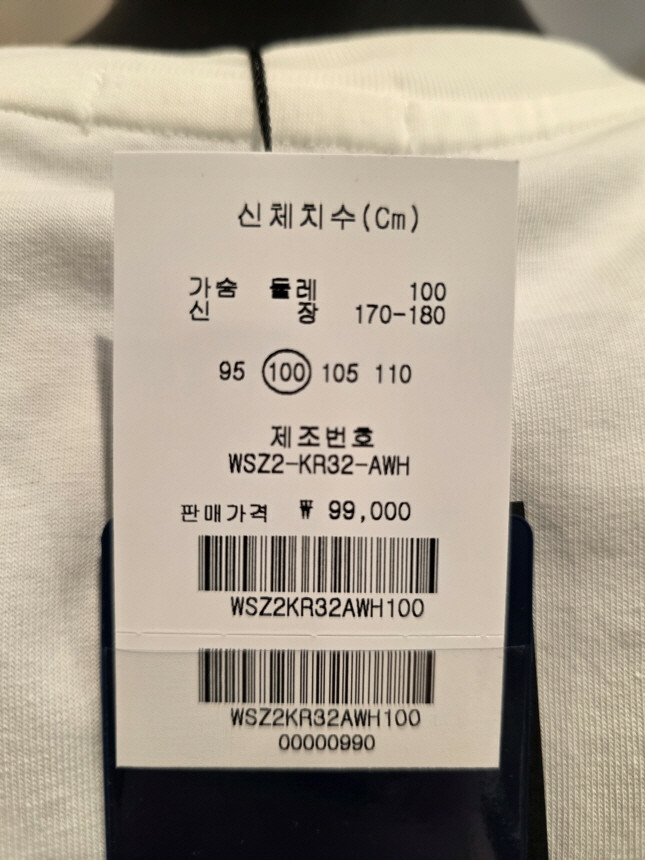 신체치수(Cm)
가슴 둘레 100
신 장 170-180
95 100 105 110
제조번호
WSZ2-KR32-AWH
판매가격 ₩ 99,000
WSZ2KR32AWH100
WSZ2KR32AWH100
00000990